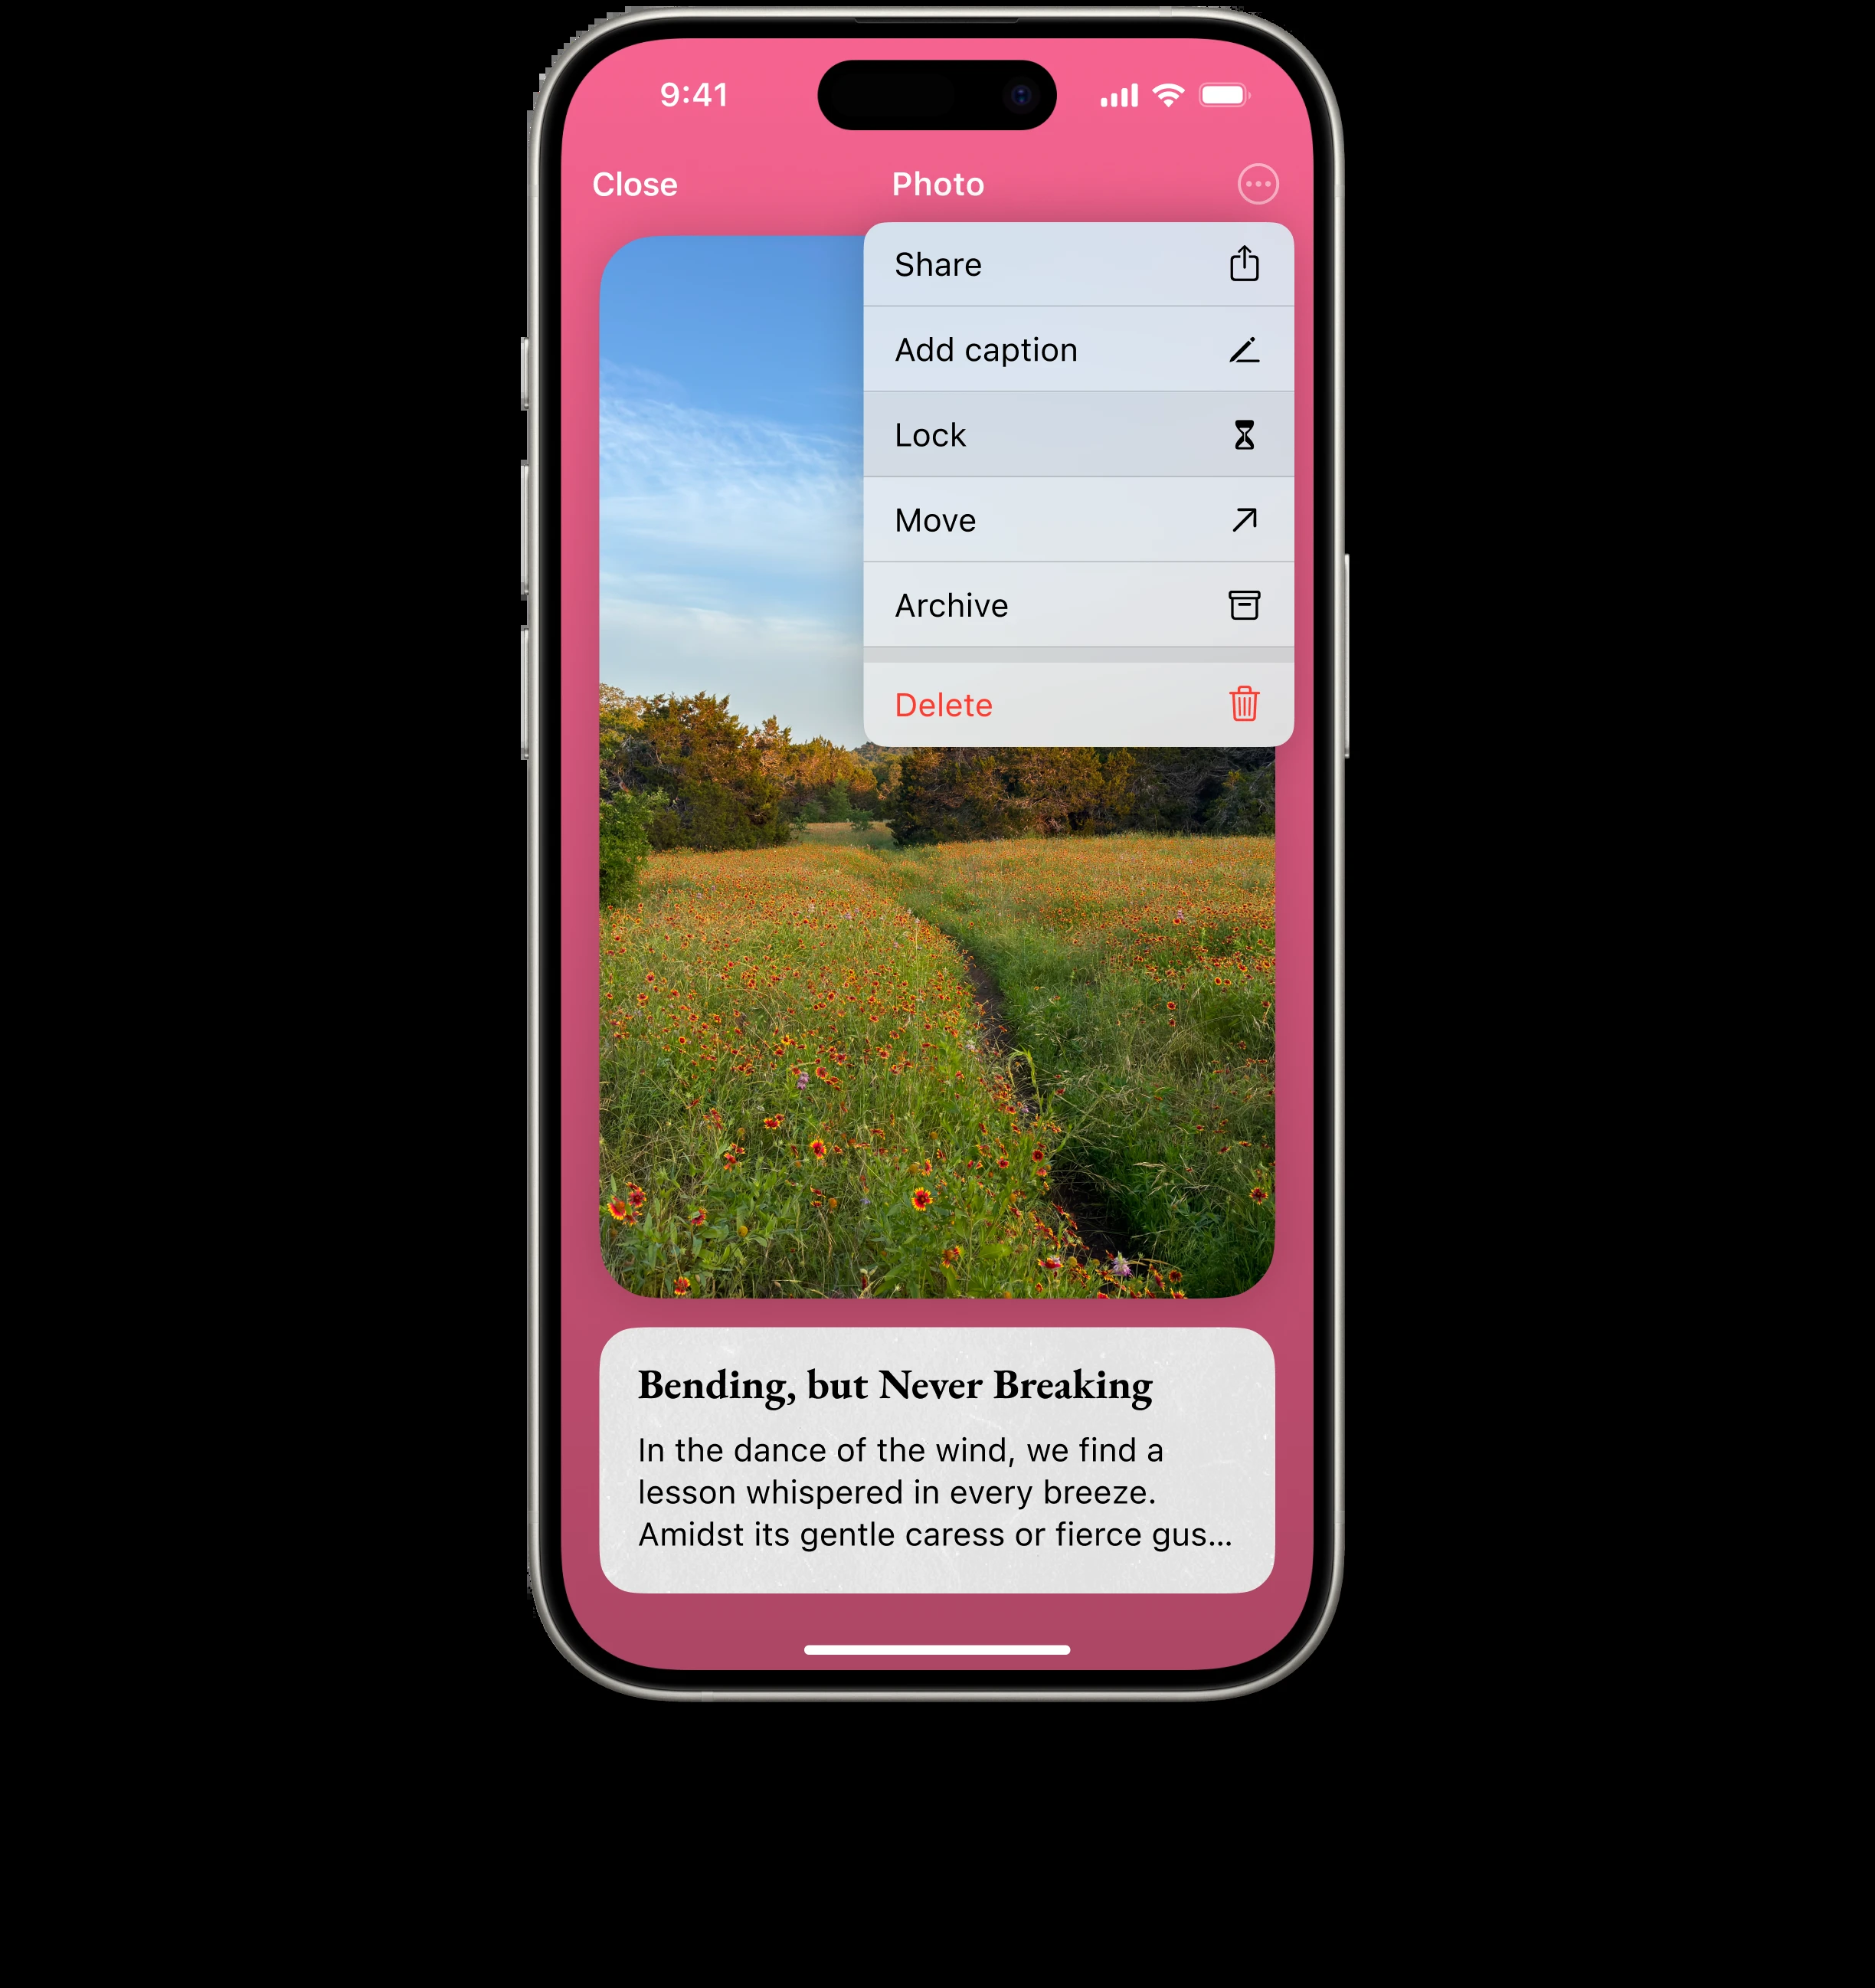 9:41
Close
Photo
Share
Add caption
Lock
Move
Archive
Delete
Bending, but Never Breaking
In the dance of the wind, we find a
lesson whispered in every breeze.
Amidst its gentle caress or fierce gus...